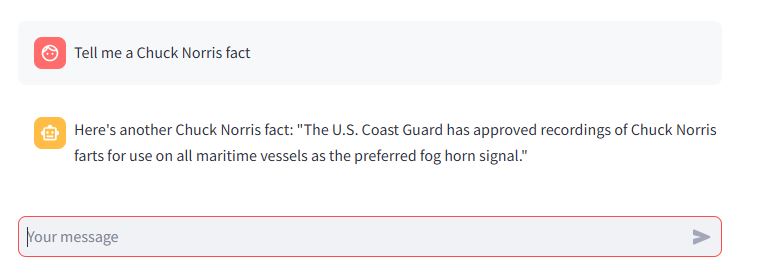 Tell me a Chuck Norris fact
Here's another Chuck Norris fact: "The U.S. Coast Guard has approved recordings of Chuck Norris
farts for use on all maritime vessels as the preferred fog horn signal."
Your message